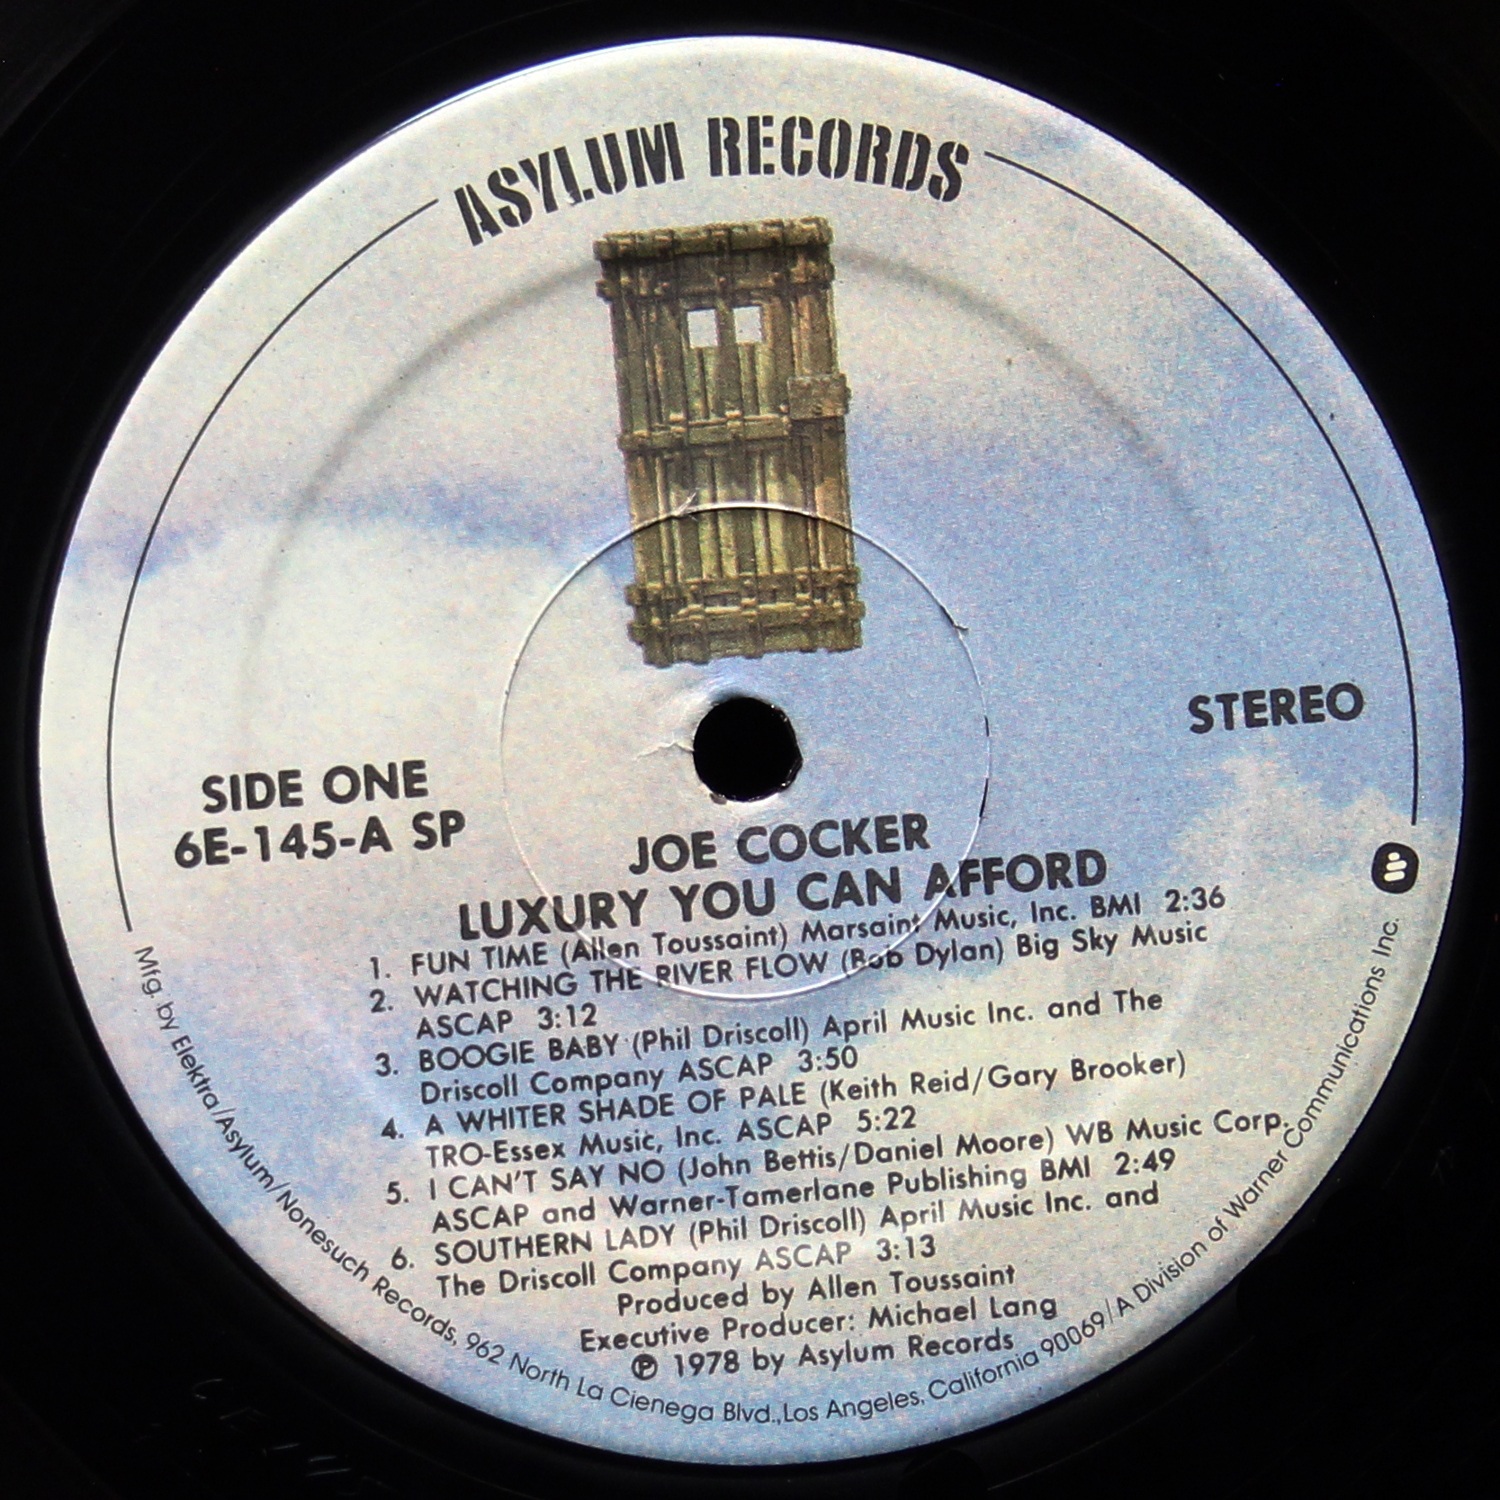 ASYLUM RECORDS
STEREO
SIDE ONE
6E-145-A SP
JOE COCKER
LUXURY YOU CAN AFFORD
1. FUN TIME (Allen Toussaint) Marsaint Music, Inc. BMI 2:36
2. WATCHING THE RIVER FLOW (Bob Dylan) Big Sky Music
ASCAP 3:12
3. BOOGIE BABY (Phil Driscoll) April Music Inc. and The
Driscoll Company ASCAP 3:50
4. A WHITER SHADE OF PALE (Keith Reid/Gary Brooker)
TRO-Essex Music, Inc. ASCAP 5:22
5. I CAN'T SAY NO (John Bettis/Daniel Moore) WB Music Corp.
ASCAP and Warner-Tamerlane Publishing BMI 2:49
6. SOUTHERN LADY (Phil Driscoll) April Music Inc. and
The Driscoll Company ASCAP 3:13
Produced by Allen Toussaint
Executive Producer: Michael Lang
℗ 1978 by Asylum Records
Mfg. by Elektra/Asylum/Nonesuch Records, 962 North La Cienega Blvd., Los Angeles, California 90069/A Division of Warner Communications Inc.